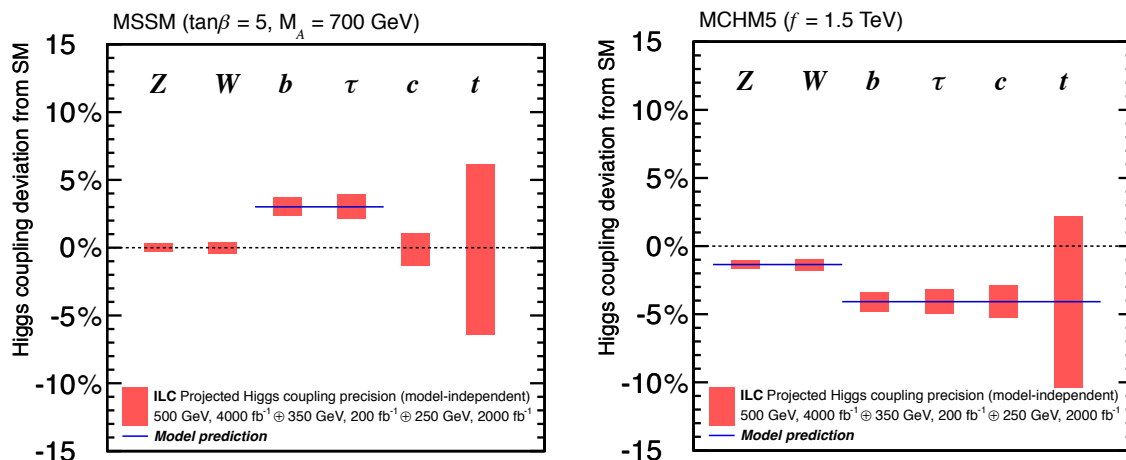 MSSM (tanβ = 5, M_A = 700 GeV)
Higgs coupling deviation from SM
15
10%
5%
0%
-5%
-10%
-15
Z W b τ c t
ILC Projected Higgs coupling precision (model-independent)
500 GeV, 4000 fb⁻¹ ⊕ 350 GeV, 200 fb⁻¹ ⊕ 250 GeV, 2000 fb⁻¹
Model prediction
MCHM5 (f = 1.5 TeV)
Higgs coupling deviation from SM
15
10%
5%
0%
-5%
-10%
-15
Z W b τ c t
ILC Projected Higgs coupling precision (model-independent)
500 GeV, 4000 fb⁻¹ ⊕ 350 GeV, 200 fb⁻¹ ⊕ 250 GeV, 2000 fb⁻¹
Model prediction